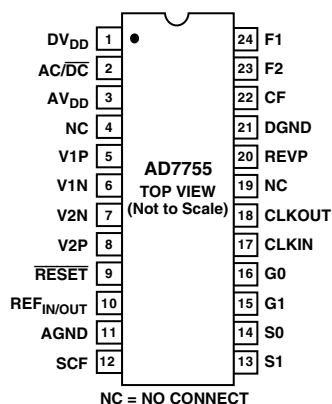 DVDD 1 24 F1
AC/DC 2 23 F2
AVDD 3 22 CF
NC 4 21 DGND
V1P 5 20 REVP
V1N 6 AD7755 19 NC
V2N 7 TOP VIEW 18 CLKOUT
V2P 8 (Not to Scale) 17 CLKIN
RESET 9 16 G0
REFIN/OUT 10 15 G1
AGND 11 14 S0
SCF 12 13 S1
NC = NO CONNECT